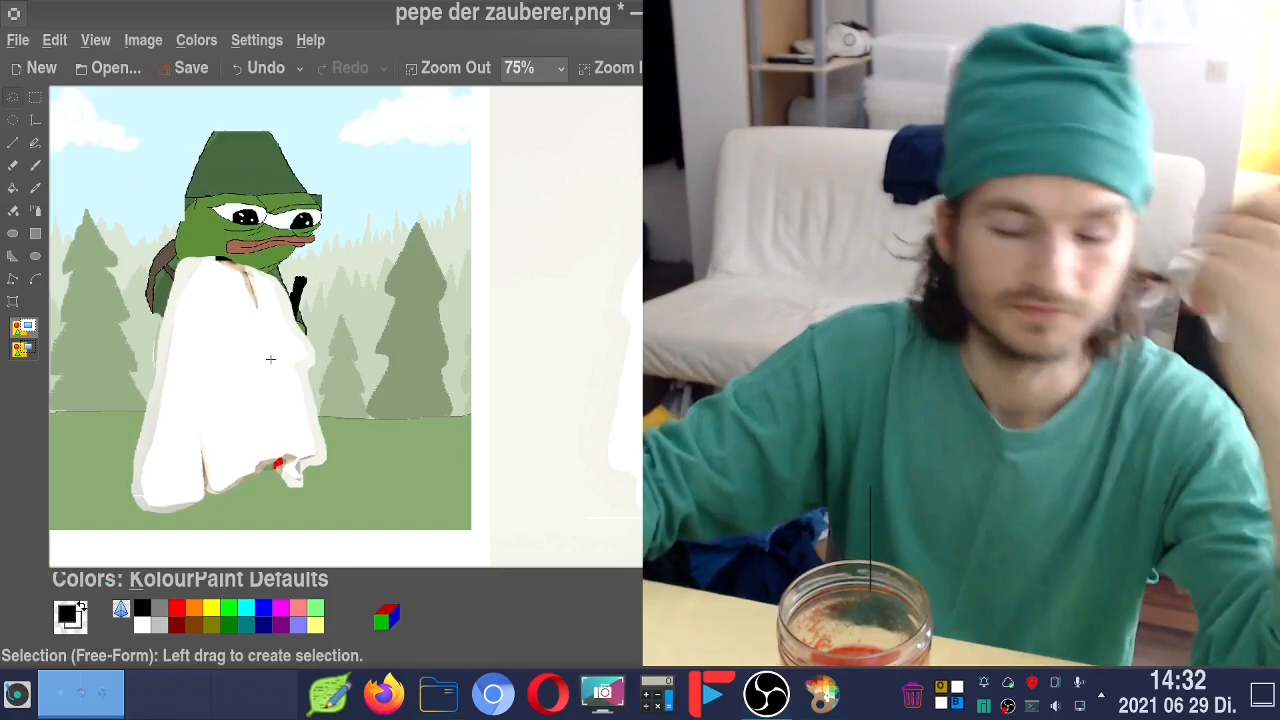 pepe der zauberer.png * —
File Edit View Image Colors Settings Help
New Open... Save Undo Redo Zoom Out 75% Zoom
Colors: KolourPaint Defaults
Selection (Free-Form): Left drag to create selection.
14:32
2021 06 29 Di.